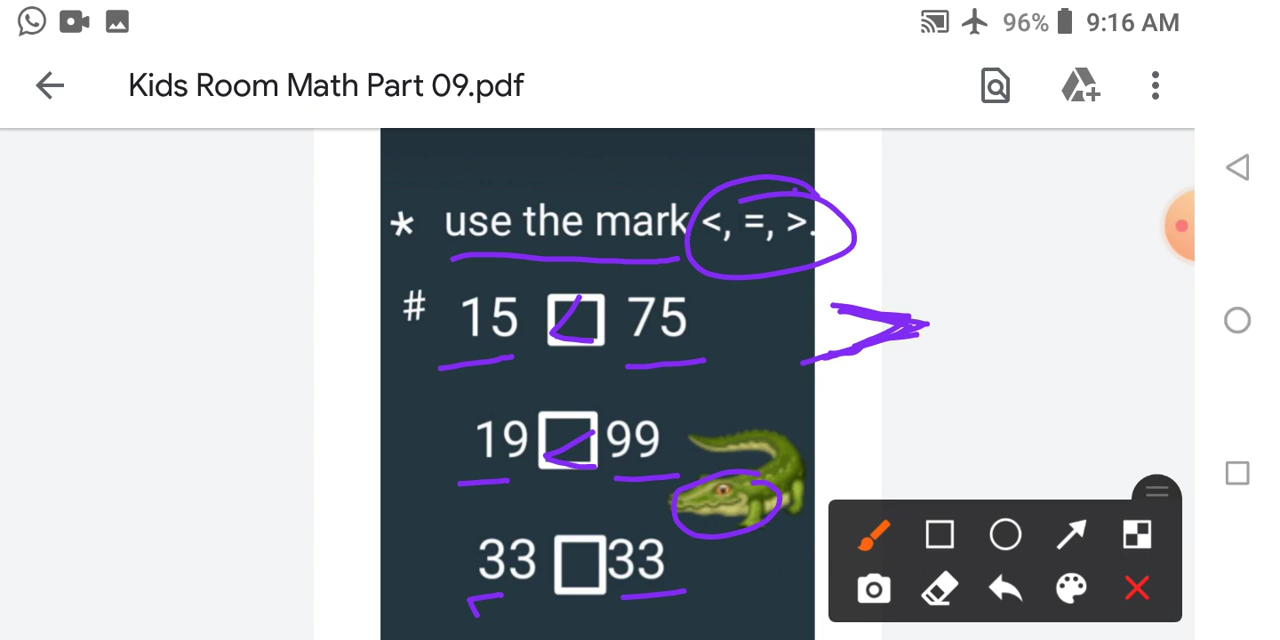 96% 9:16 AM
Kids Room Math Part 09.pdf
* use the mark <, =, >.
# 15 < 75
19 < 99
33 33